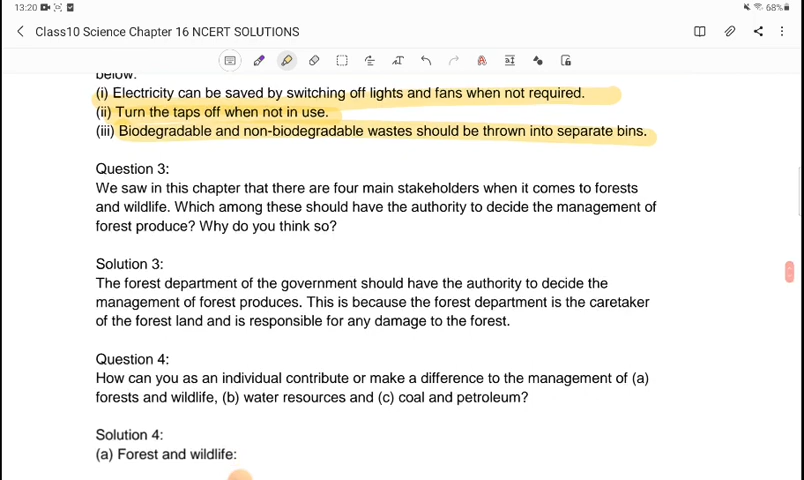 13:20
68%
Class10 Science Chapter 16 NCERT SOLUTIONS
below:
(i) Electricity can be saved by switching off lights and fans when not required.
(ii) Turn the taps off when not in use.
(iii) Biodegradable and non-biodegradable wastes should be thrown into separate bins.
Question 3:
We saw in this chapter that there are four main stakeholders when it comes to forests
and wildlife. Which among these should have the authority to decide the management of
forest produce? Why do you think so?
Solution 3:
The forest department of the government should have the authority to decide the
management of forest produces. This is because the forest department is the caretaker
of the forest land and is responsible for any damage to the forest.
Question 4:
How can you as an individual contribute or make a difference to the management of (a)
forests and wildlife, (b) water resources and (c) coal and petroleum?
Solution 4:
(a) Forest and wildlife: